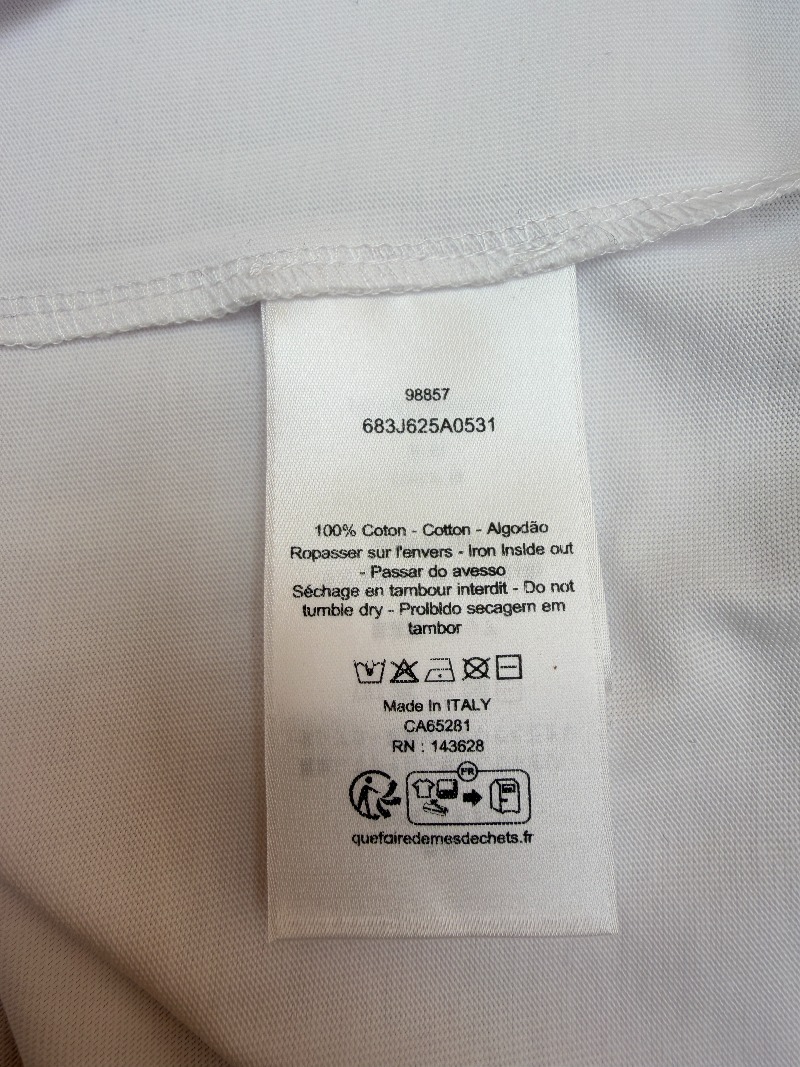 98857
683J625A0531
100% Coton - Cotton - Algodão
Ropasser sur l'envers - Iron Inside out
- Passar do avesso
Séchage en tambour interdit - Do not
tumble dry - Proibido secagem em
tambor
Made in ITALY
CA65281
RN : 143628
FR
quefairedemesdechets.fr